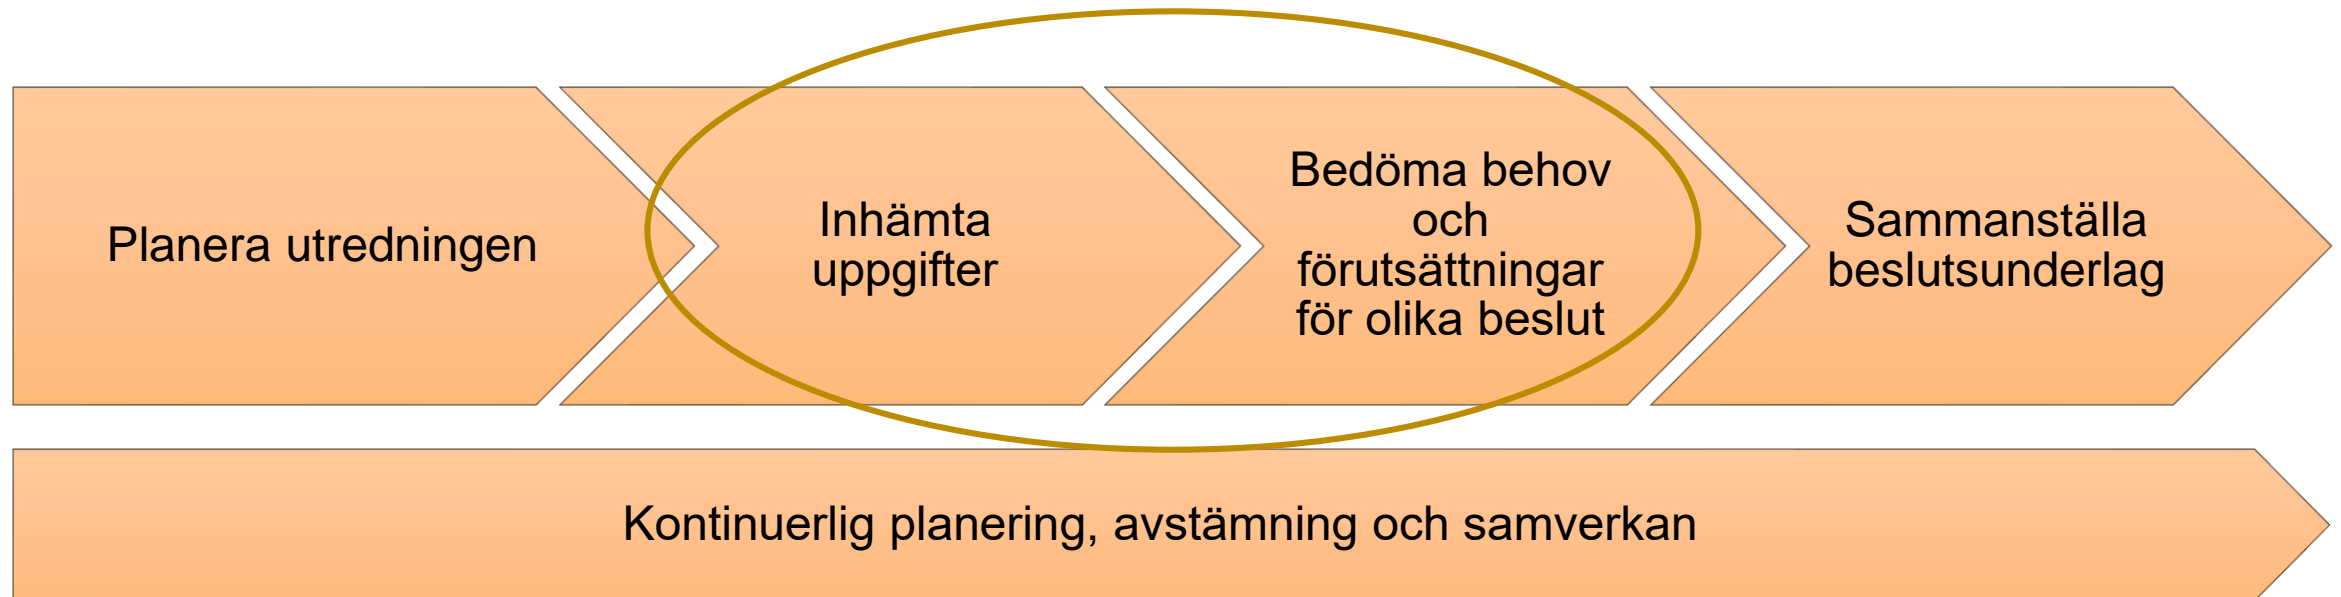 Planera utredningen
Inhämta
uppgifter
Bedöma behov
och
förutsättningar
för olika beslut
Sammanställa
beslutsunderlag
Kontinuerlig planering, avstämning och samverkan